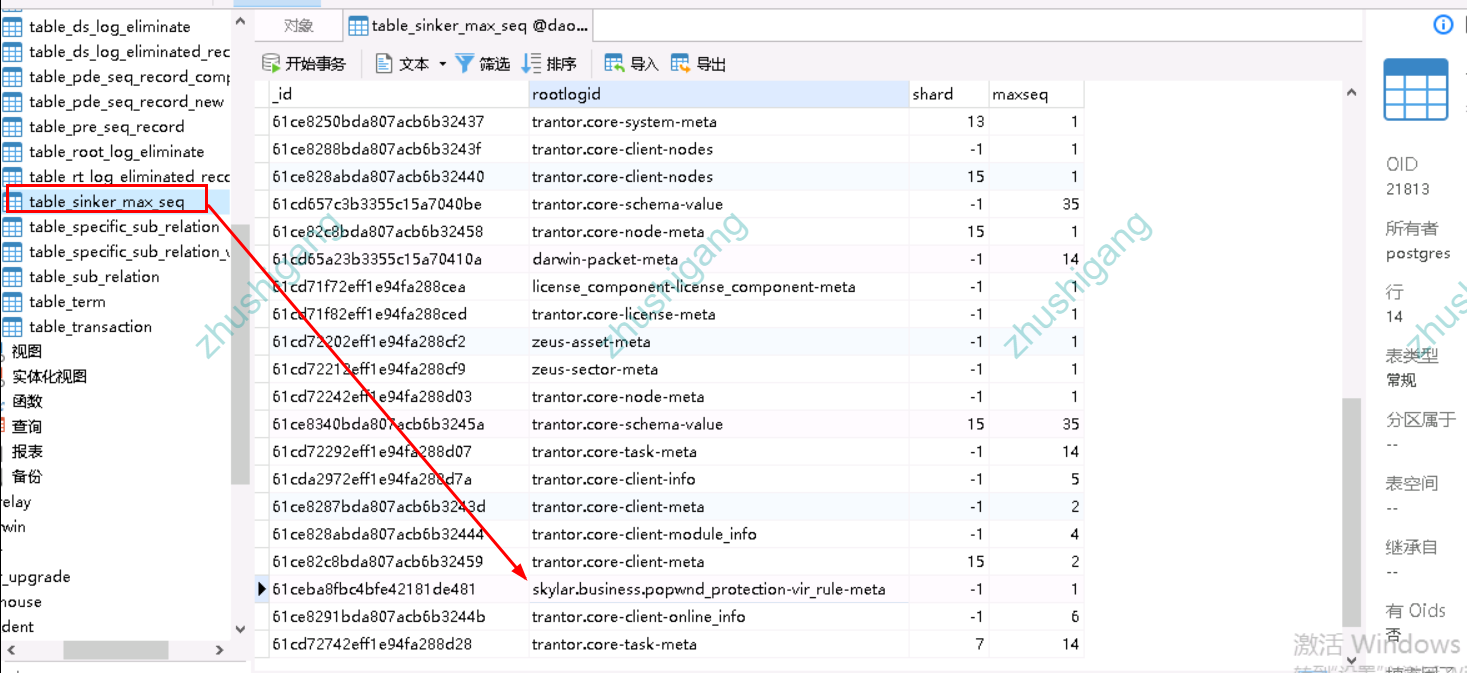 table_ds_log_eliminate
table_ds_log_eliminated_rec
table_pde_seq_record_comp
table_pde_seq_record_new
table_pre_seq_record
table_root_log_eliminate
table_rt_log_eliminated_recc
table_sinker_max_seq
table_specific_sub_relation
table_specific_sub_relation_v
table_sub_relation
table_term
table_transaction
视图
实体化视图
函数
查询
报表
备份
elay
win
_upgrade
house
dent
对象 table_sinker_max_seq @dao...
开始事务 文本 筛选 排序 导入 导出
_id rootlogid shard maxseq
61ce8250bda807acb6b32437 trantor.core-system-meta 13 1
61ce8288bda807acb6b3243f trantor.core-client-nodes -1 1
61ce828abda807acb6b32440 trantor.core-client-nodes 15 1
61cd657c3b3355c15a7040be trantor.core-schema-value -1 35
61ce82c8bda807acb6b32458 trantor.core-node-meta 15 1
61cd65a23b3355c15a70410a darwin-packet-meta -1 14
61cd71f72eff1e94fa288cea license_component-license_component-meta -1 1
61cd71f82eff1e94fa288ced trantor.core-license-meta -1 1
61cd72202eff1e94fa288cf2 zeus-asset-meta -1 1
61cd72212eff1e94fa288cf9 zeus-sector-meta -1 1
61cd72242eff1e94fa288d03 trantor.core-node-meta -1 1
61ce8340bda807acb6b3245a trantor.core-schema-value 15 35
61cd72292eff1e94fa288d07 trantor.core-task-meta -1 14
61cda2972eff1e94fa288d7a trantor.core-client-info -1 5
61ce8287bda807acb6b3243d trantor.core-client-meta -1 2
61ce828abda807acb6b32444 trantor.core-client-module_info -1 4
61ce82c8bda807acb6b32459 trantor.core-client-meta 15 2
61ceba8fbc4bfe42181de481 skylar.business.popwnd_protection-vir_rule-meta -1 1
61ce8291bda807acb6b3244b trantor.core-client-online_info -1 6
61cd72742eff1e94fa288d28 trantor.core-task-meta 7 14
zhushigang
zhushigang
zhushigang
zhus
OID
21813
所有者
postgres
行
14
表类型
常规
分区属于
--
表空间
--
继承自
--
有 Oids
否
激活 Windows